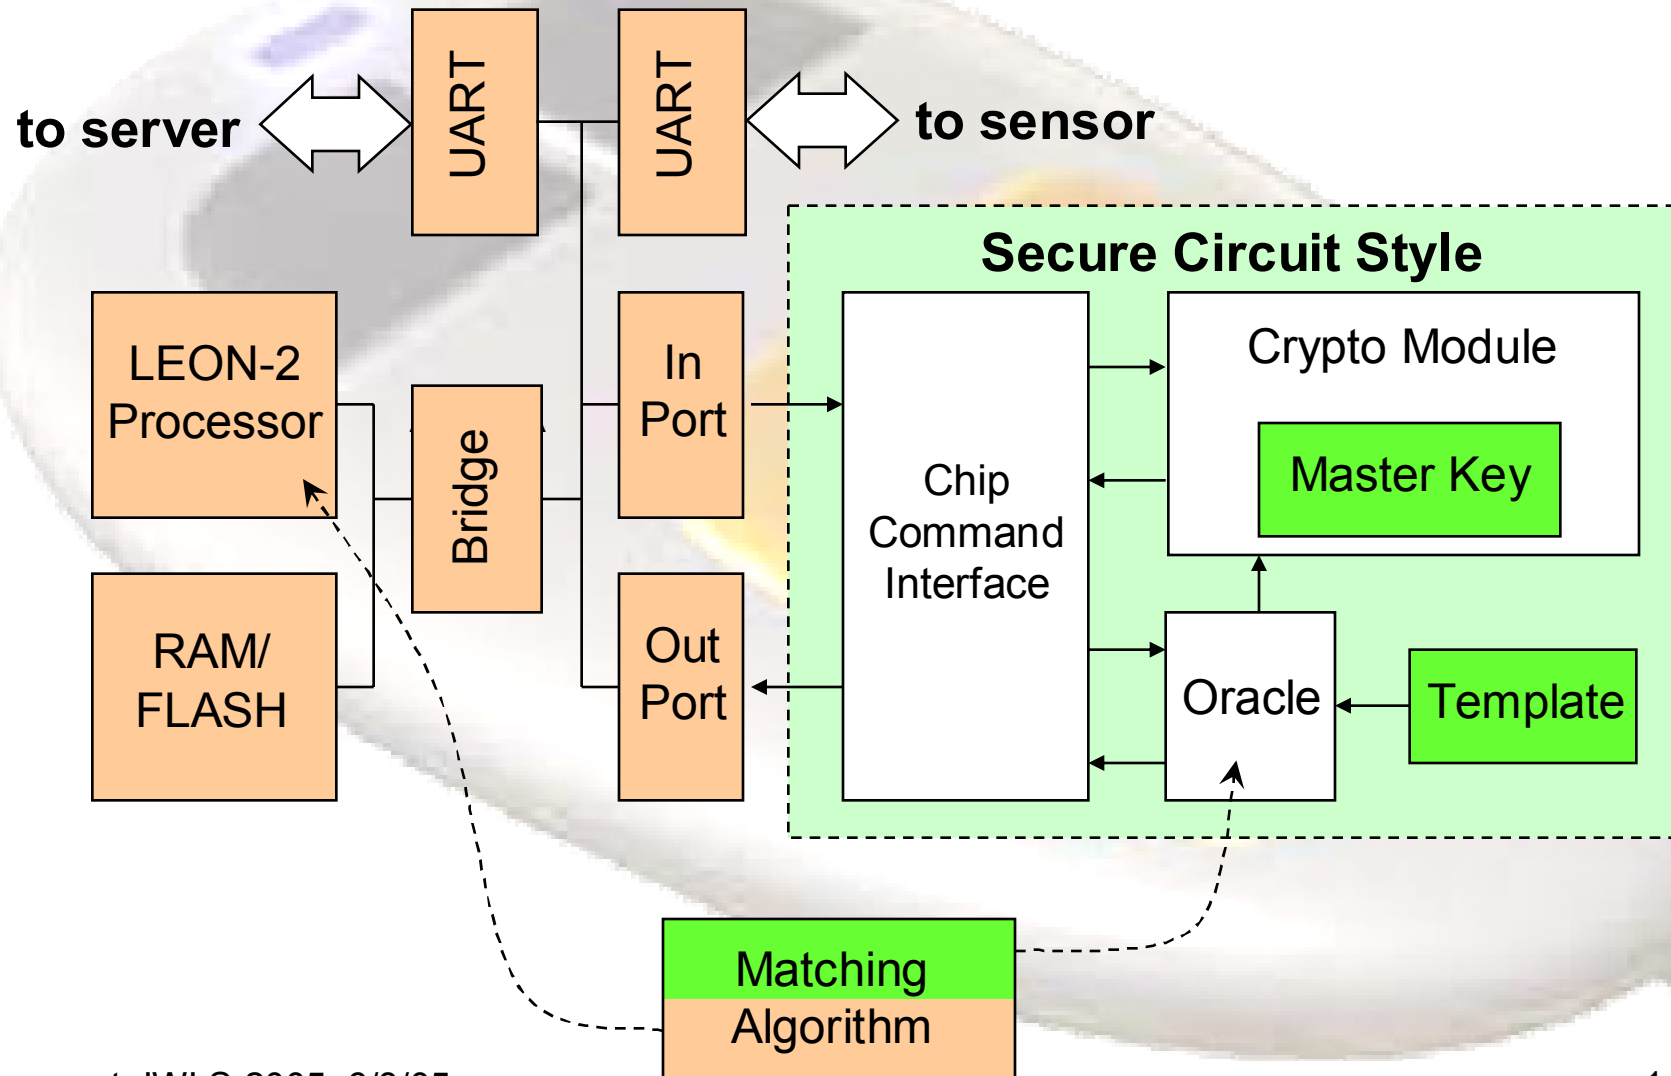 UART
UART
to server
to sensor
Secure Circuit Style
LEON-2
Processor
In
Port
Crypto Module
Master Key
Bridge
Chip
Command
Interface
RAM/
FLASH
Out
Port
Oracle
Template
Matching
Algorithm